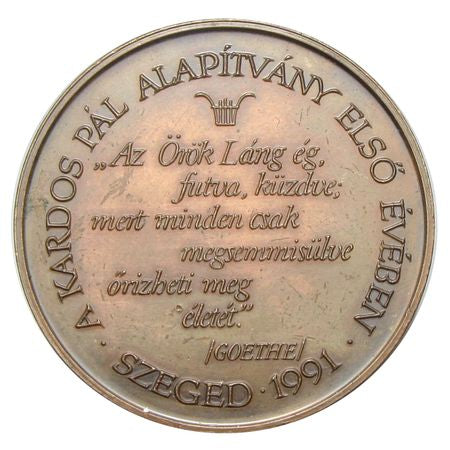 A KARDOS PÁL ALAPÍTVÁNY ELSŐ ÉVÉBEN
„Az Örök Láng ég,
futva, küzdve;
mert minden csak
megsemmisülve
őrizheti meg
életét."
/GOETHE/
· SZEGED · 1991 ·